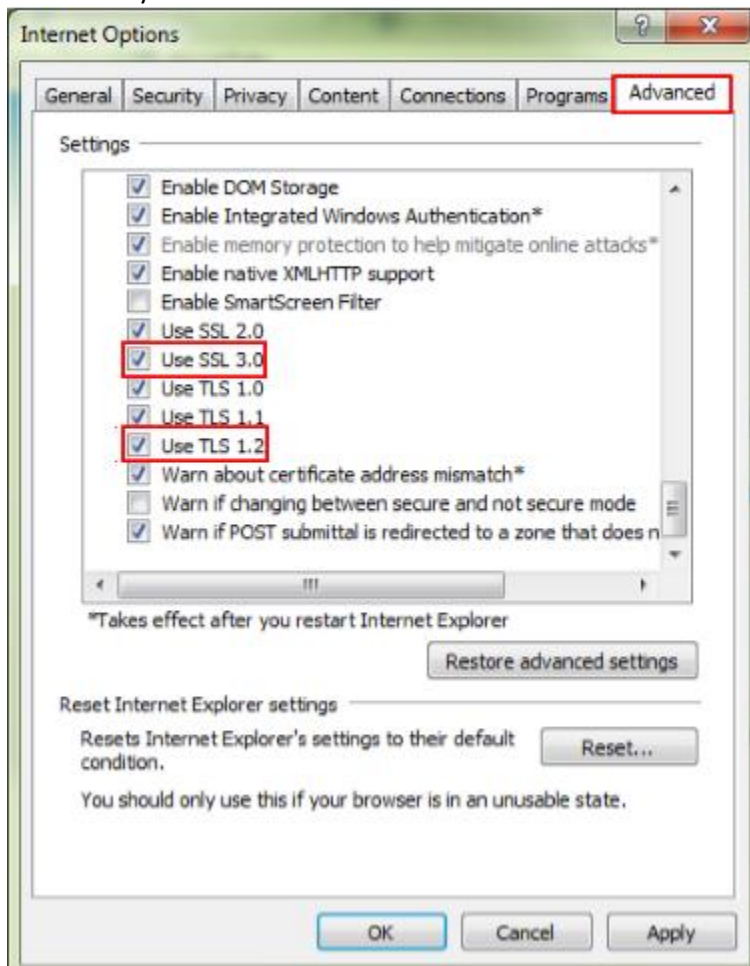 Internet Options
General Security Privacy Content Connections Programs Advanced
Settings
Enable DOM Storage
Enable Integrated Windows Authentication*
Enable memory protection to help mitigate online attacks*
Enable native XMLHTTP support
Enable SmartScreen Filter
Use SSL 2.0
Use SSL 3.0
Use TLS 1.0
Use TLS 1.1
Use TLS 1.2
Warn about certificate address mismatch*
Warn if changing between secure and not secure mode
Warn if POST submittal is redirected to a zone that does n
*Takes effect after you restart Internet Explorer
Restore advanced settings
Reset Internet Explorer settings
Resets Internet Explorer's settings to their default
condition.
Reset...
You should only use this if your browser is in an unusable state.
OK Cancel Apply